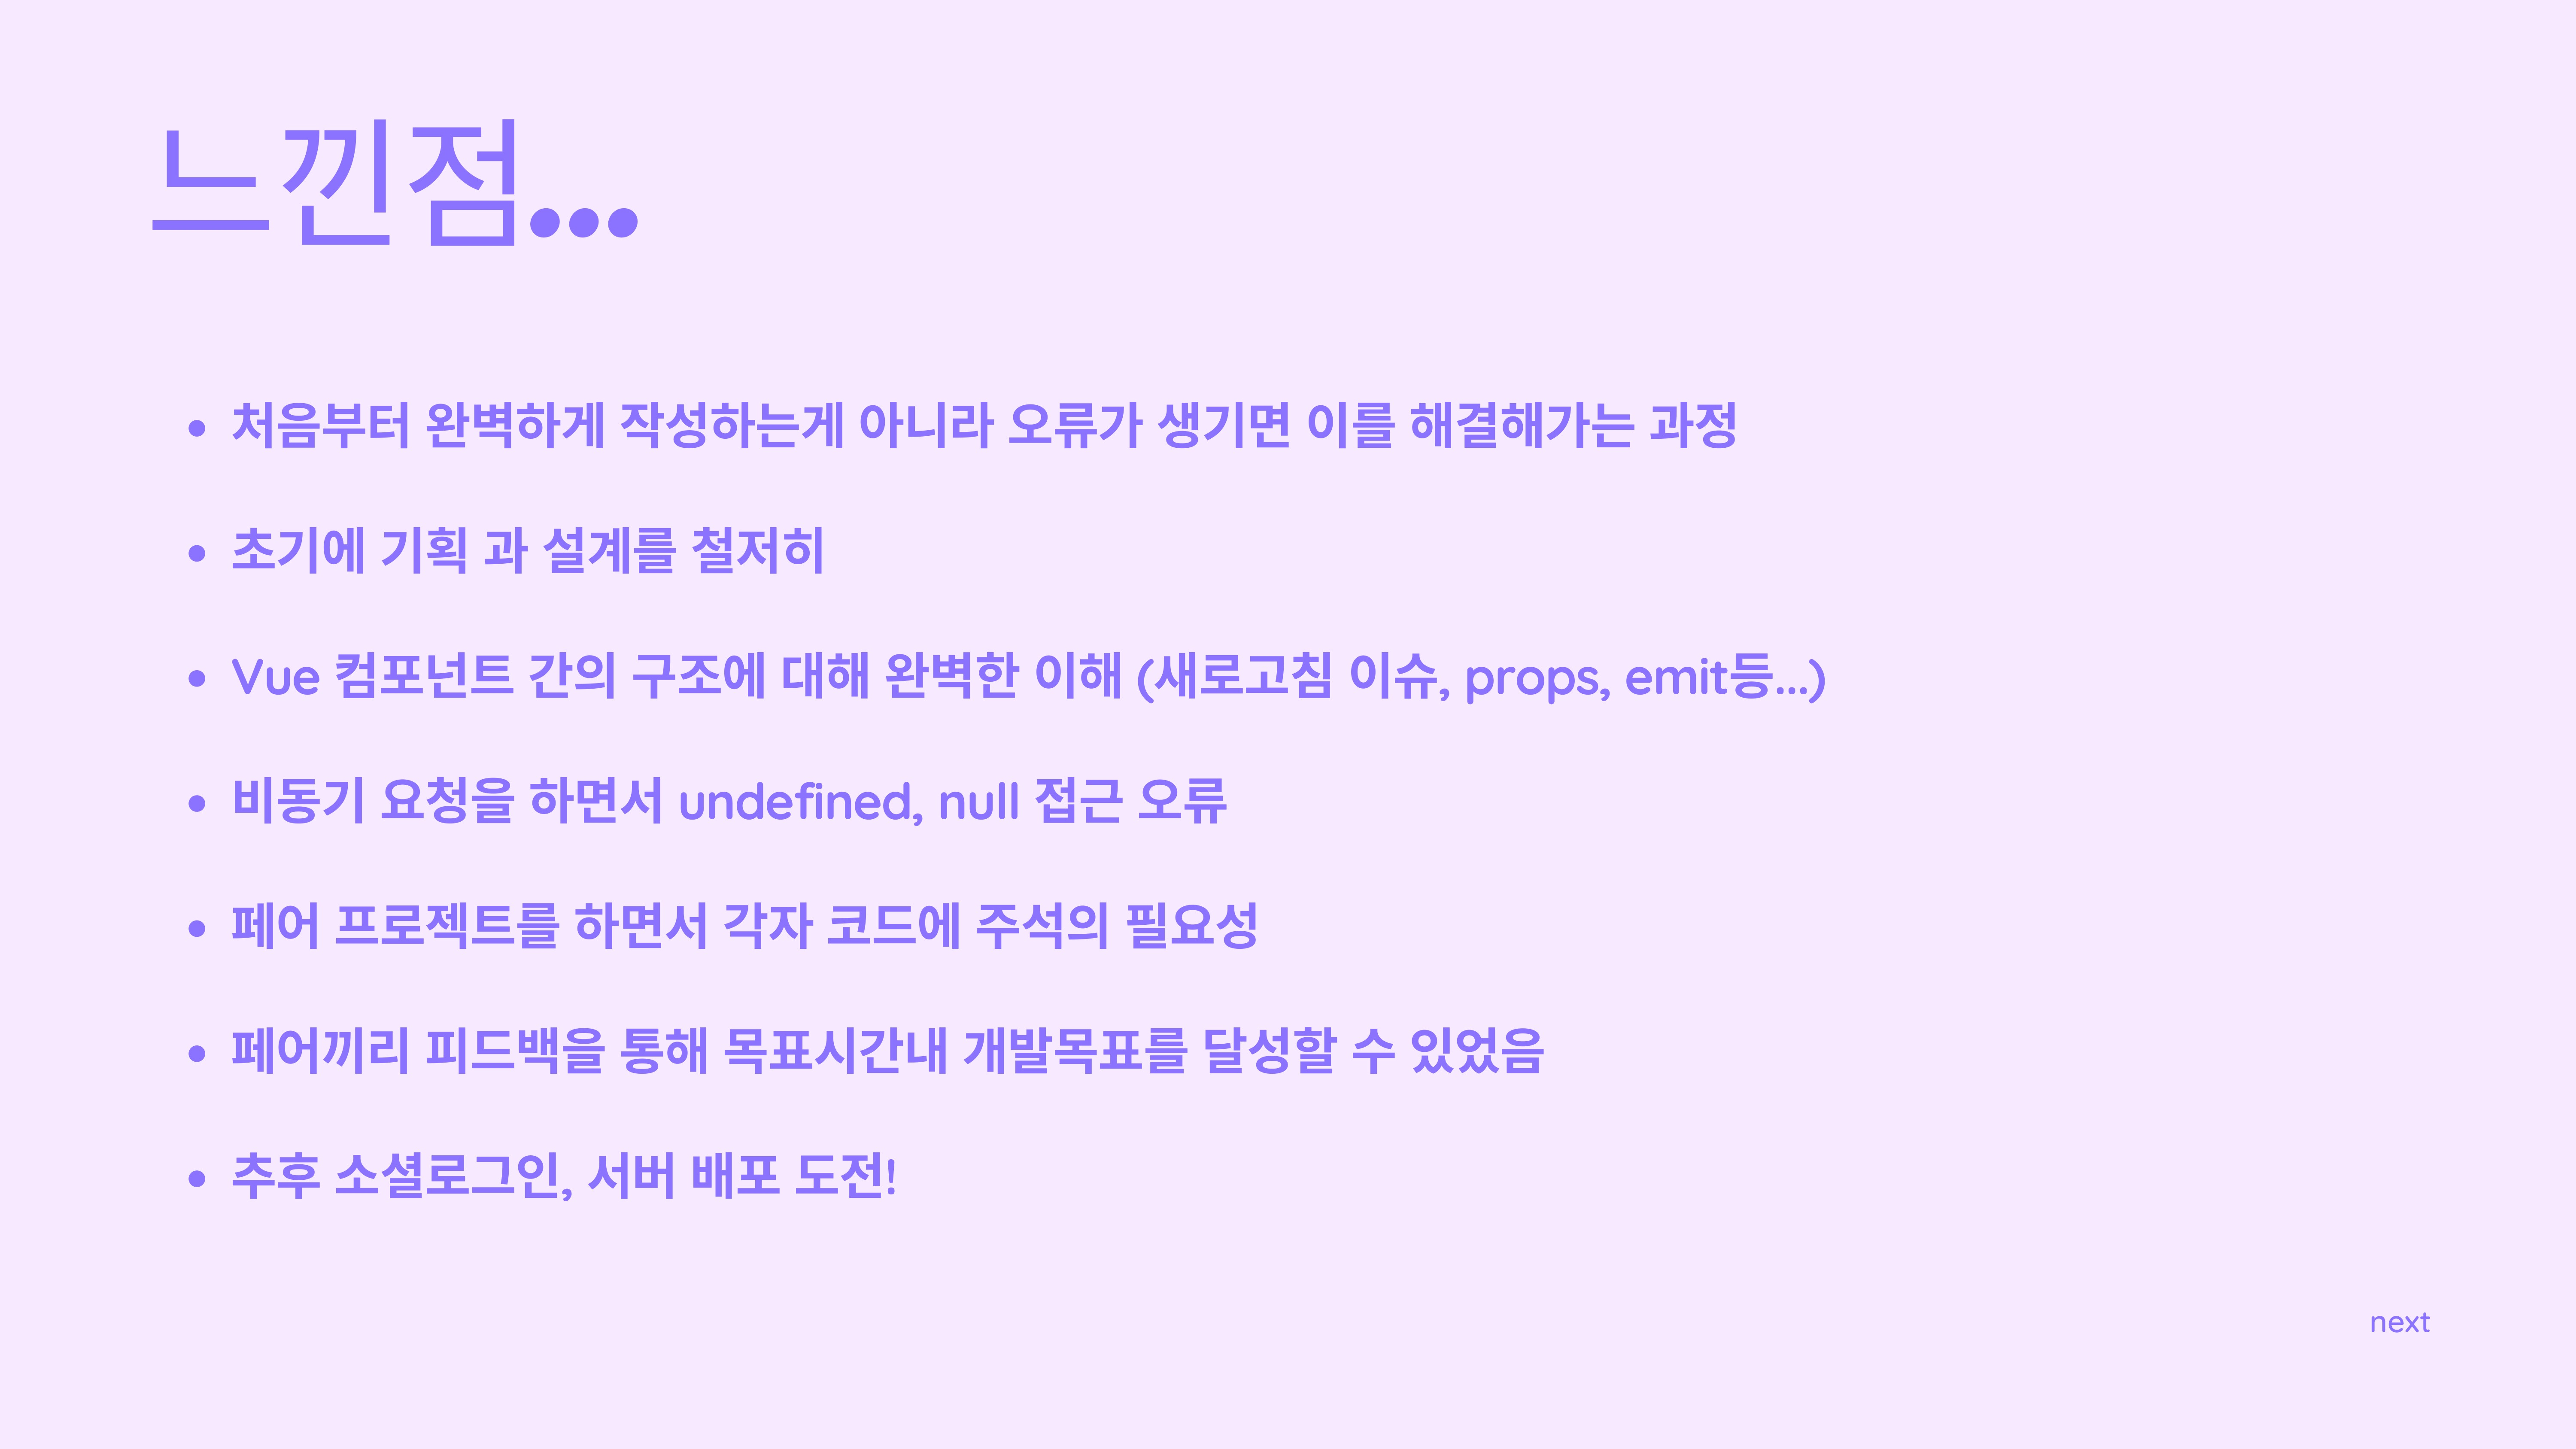 느낀점...
• 처음부터 완벽하게 작성하는게 아니라 오류가 생기면 이를 해결해가는 과정
• 초기에 기획 과 설계를 철저히
• Vue 컴포넌트 간의 구조에 대해 완벽한 이해 (새로고침 이슈, props, emit등...)
• 비동기 요청을 하면서 undefined, null 접근 오류
• 페어 프로젝트를 하면서 각자 코드에 주석의 필요성
• 페어끼리 피드백을 통해 목표시간내 개발목표를 달성할 수 있었음
• 추후 소셜로그인, 서버 배포 도전!
next